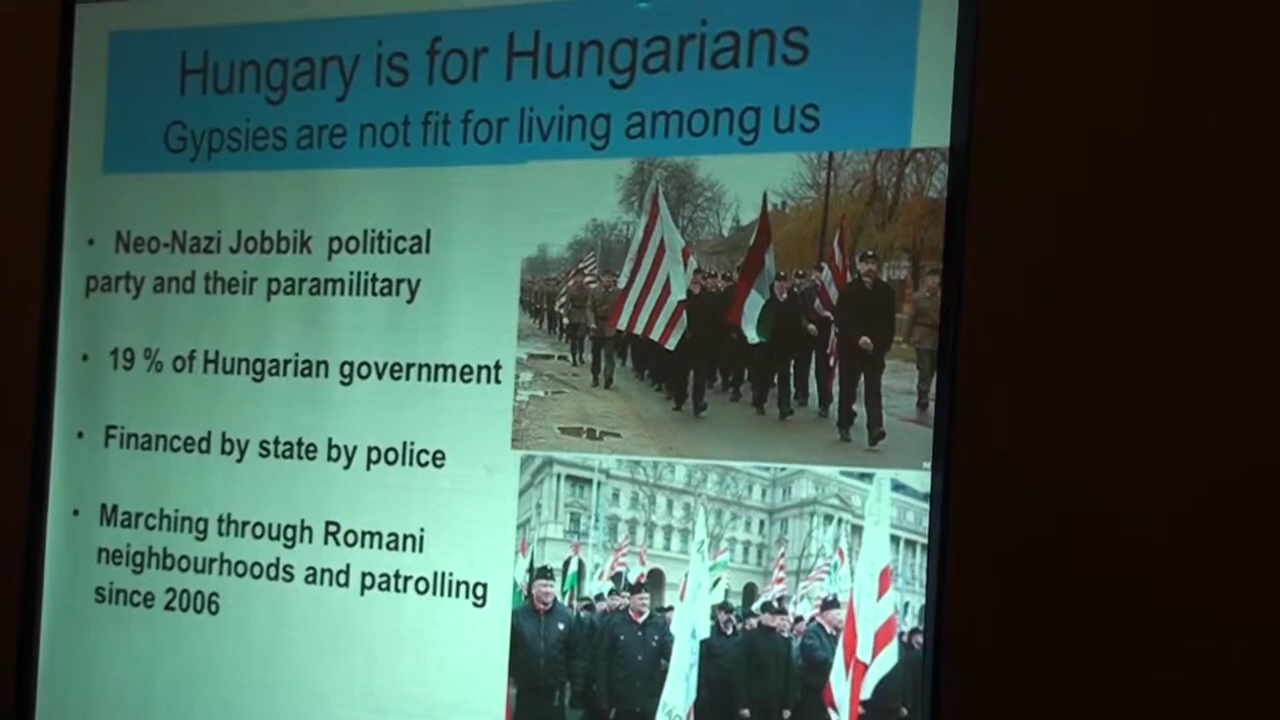 Hungary is for Hungarians
Gypsies are not fit for living among us
• Neo-Nazi Jobbik political
party and their paramilitary
• 19 % of Hungarian government
• Financed by state by police
• Marching through Romani
neighbourhoods and patrolling
since 2006